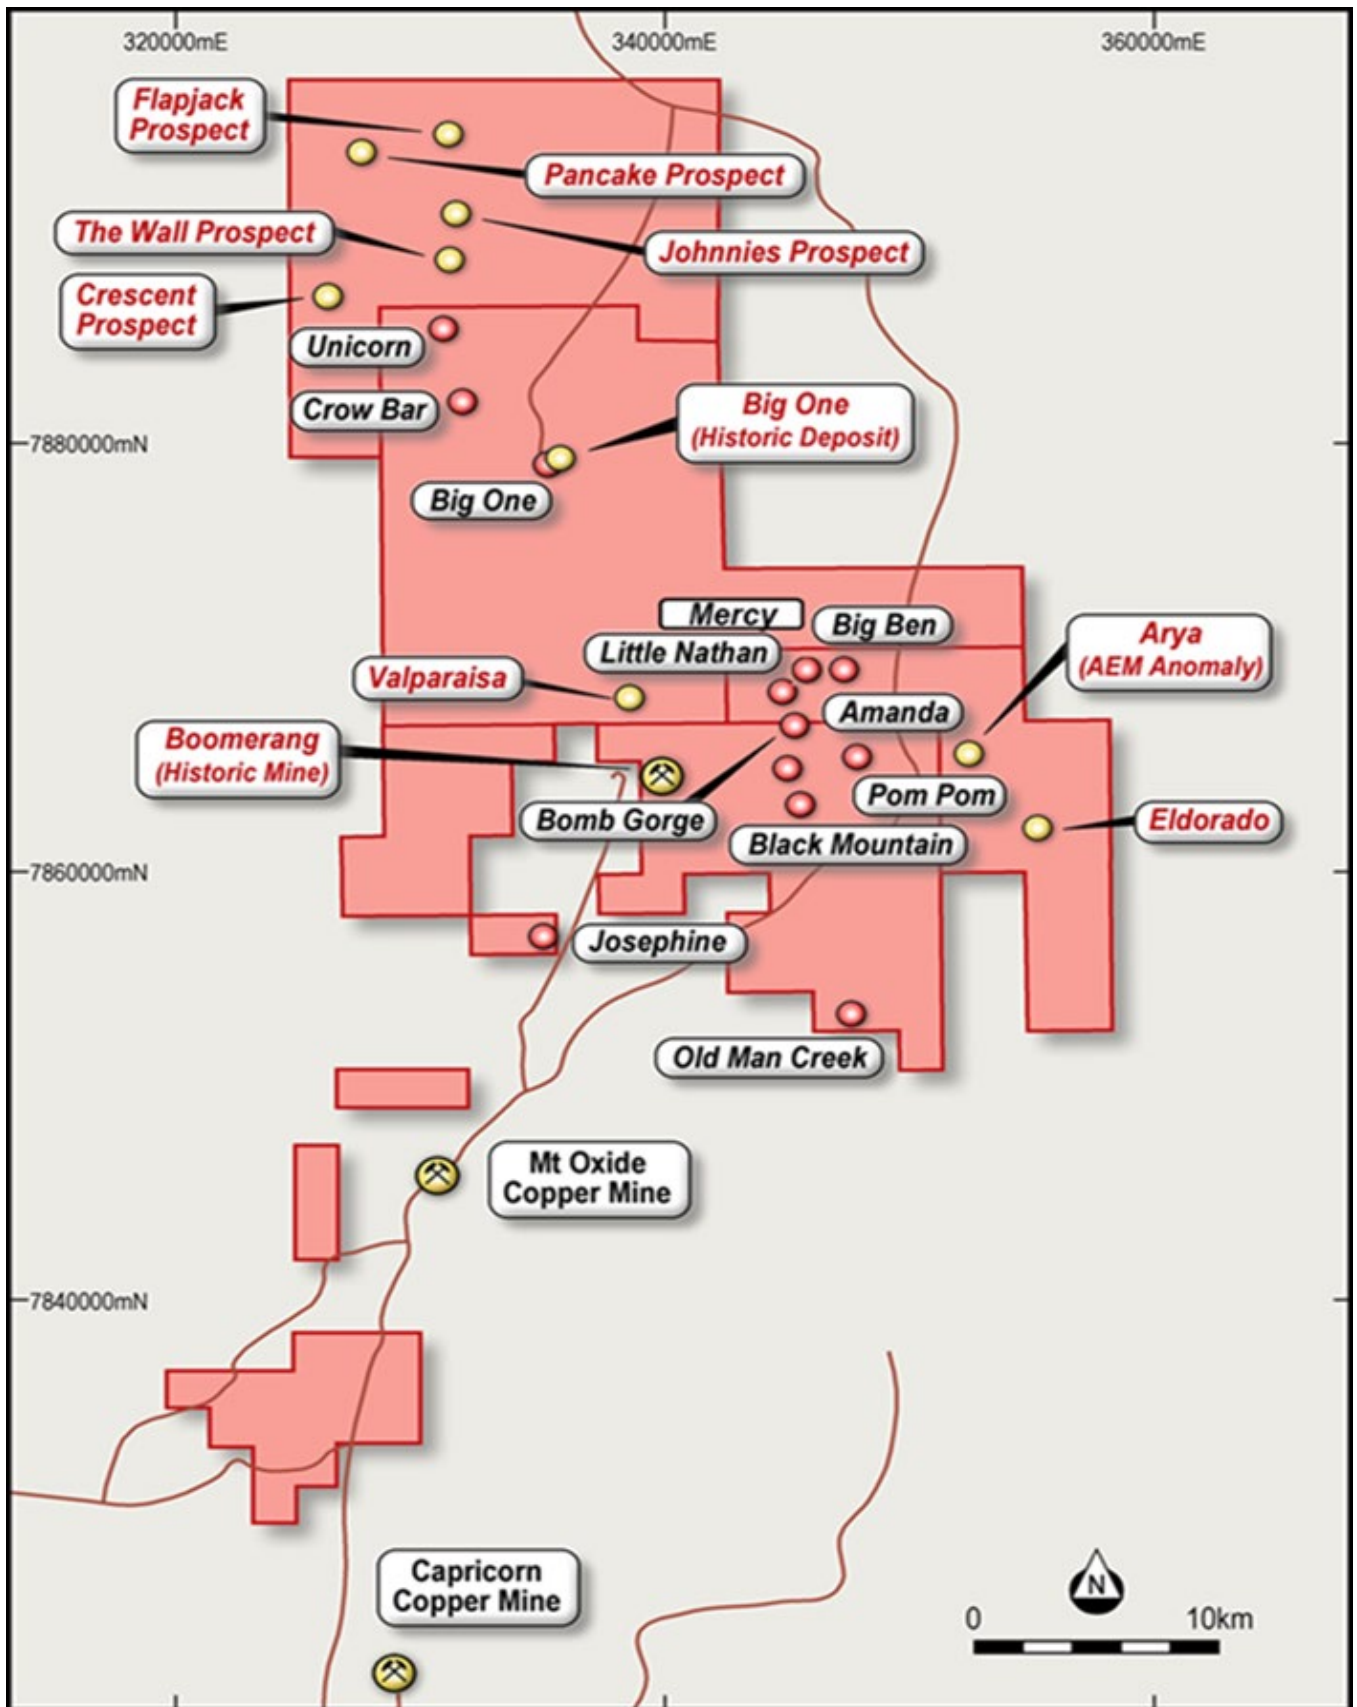 320000mE
340000mE
360000mE
Flapjack
Prospect
Pancake Prospect
The Wall Prospect
Johnnies Prospect
Crescent
Prospect
Unicorn
Crow Bar
Big One
(Historic Deposit)
7880000mN
Big One
Mercy
Big Ben
Little Nathan
Arya
(AEM Anomaly)
Valparaisa
Amanda
Boomerang
(Historic Mine)
Pom Pom
Bomb Gorge
Eldorado
Black Mountain
7860000mN
Josephine
Old Man Creek
Mt Oxide
Copper Mine
7840000mN
Capricorn
Copper Mine
N
0
10km